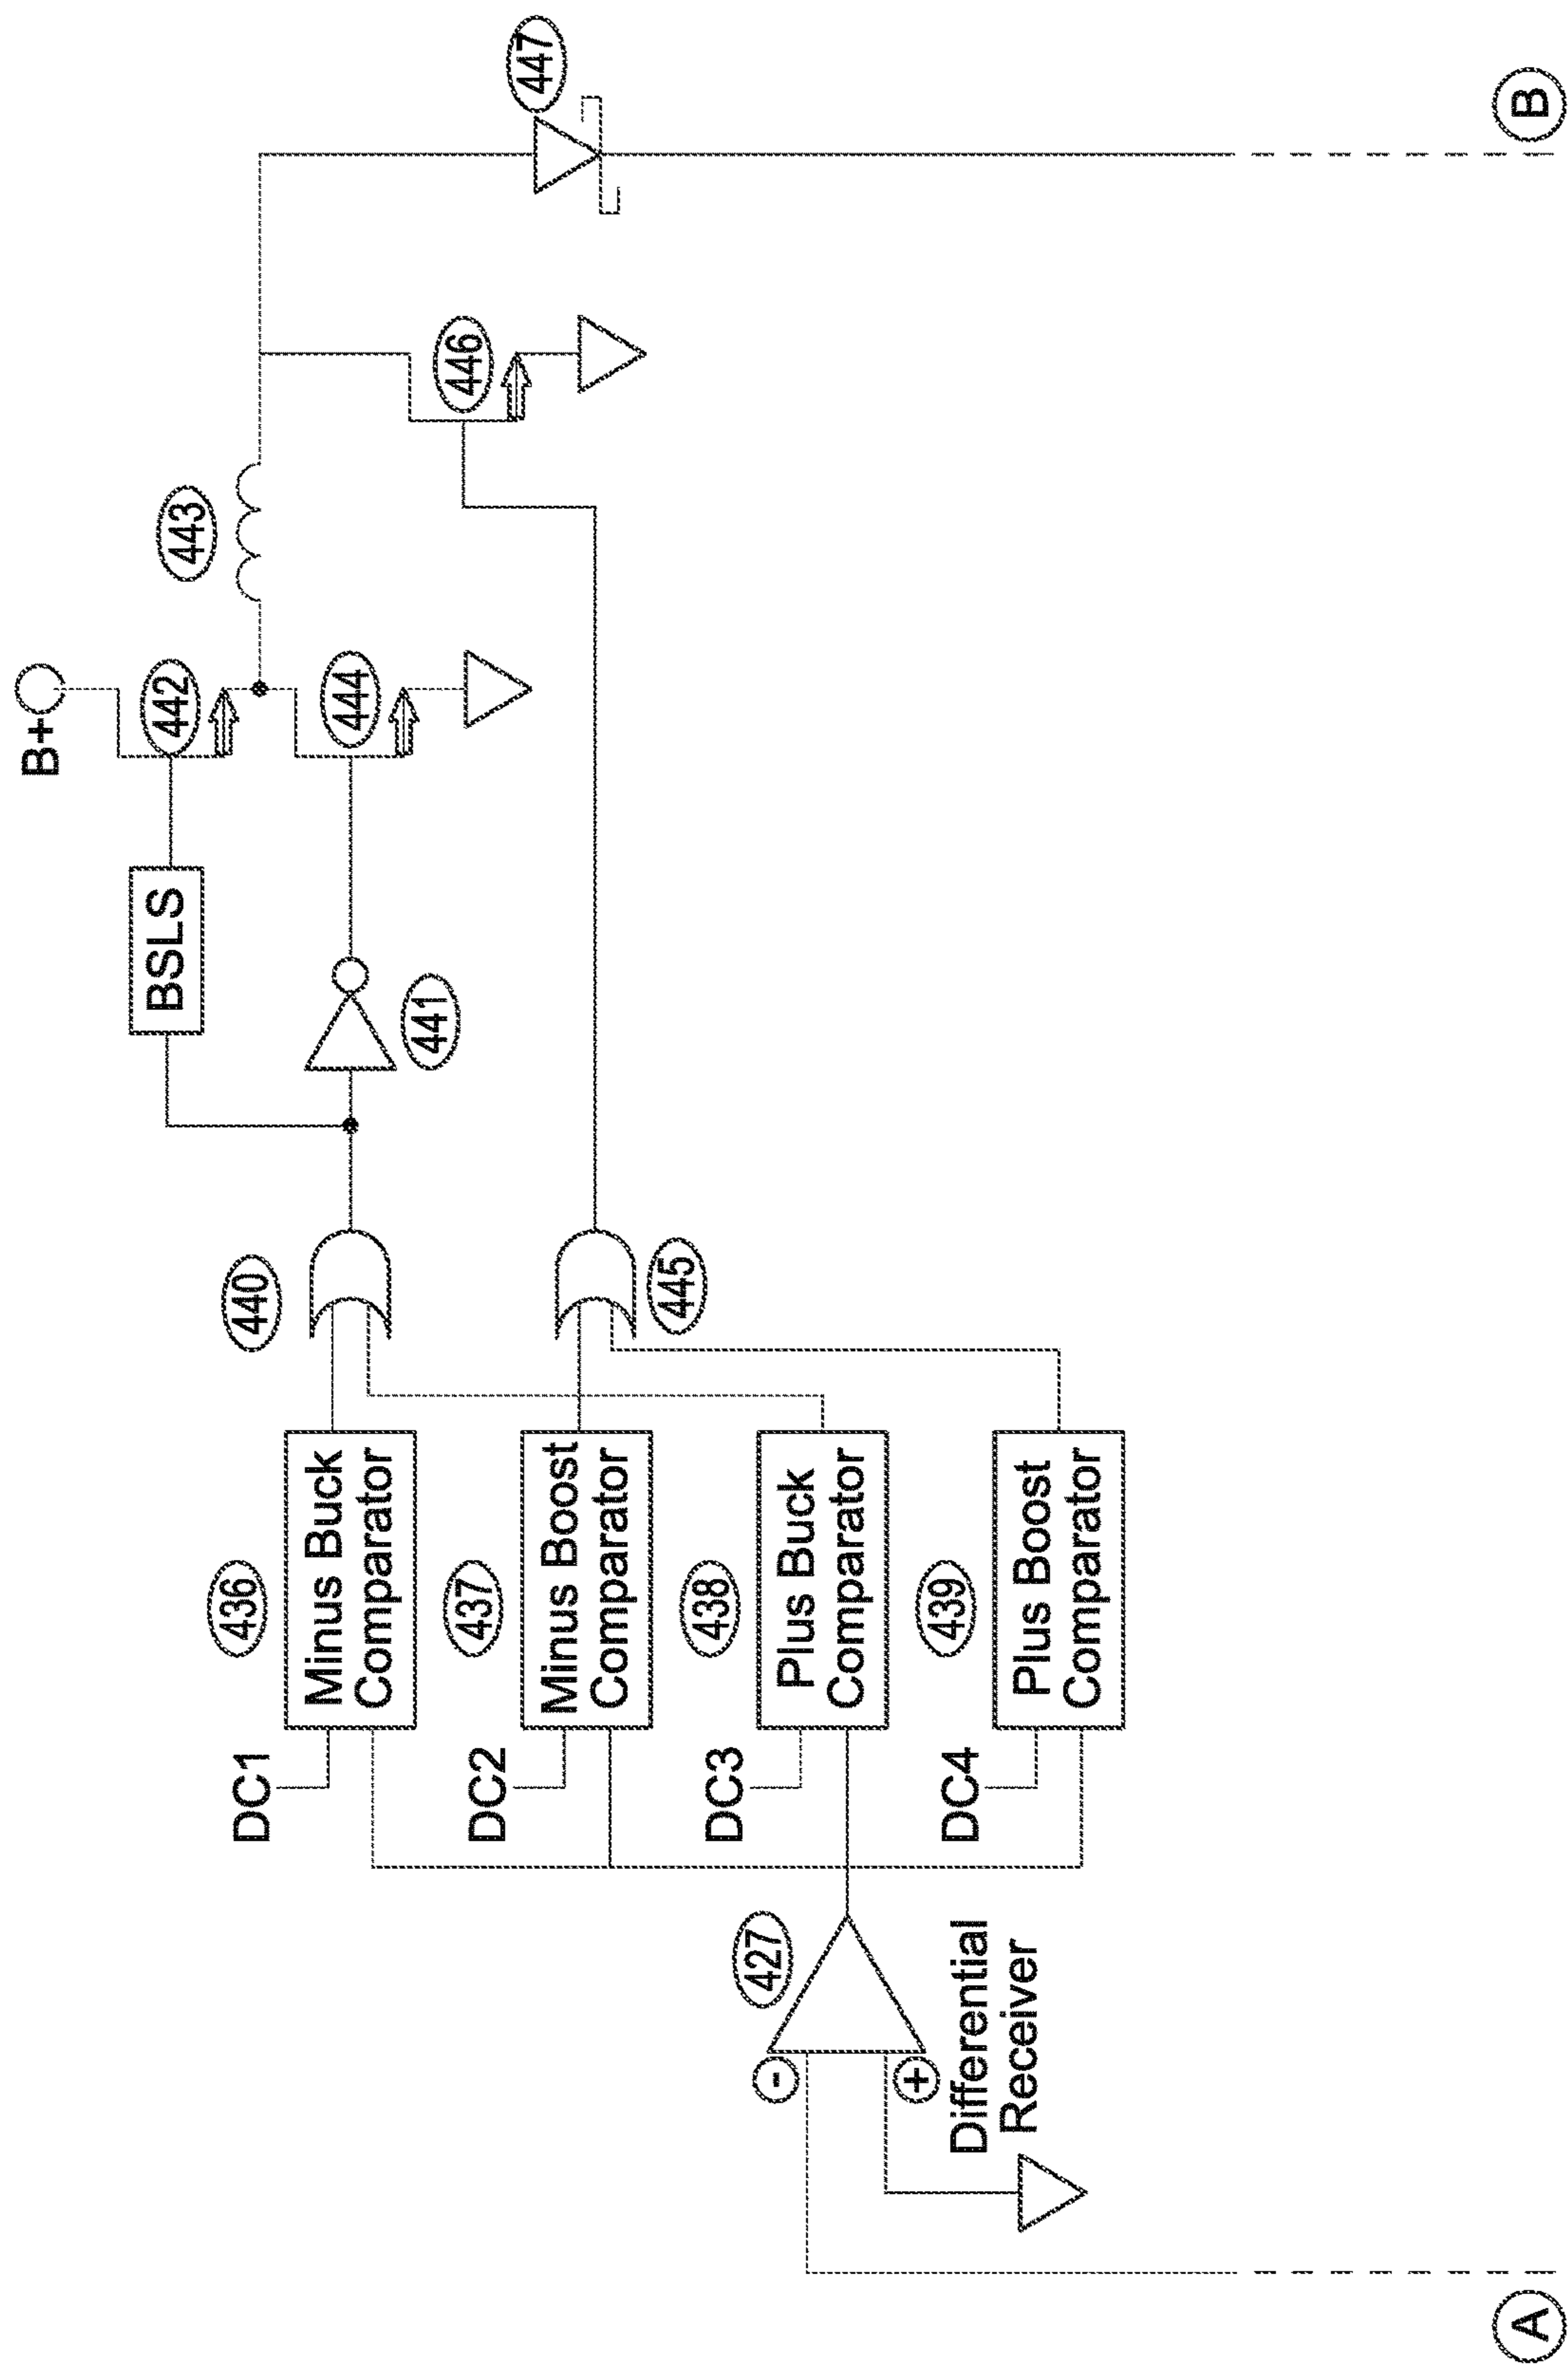 B+
442
443
447
BSLS
444
446
441
440
445
DC1
436
Minus Buck
Comparator
DC2
437
Minus Boost
Comparator
DC3
438
Plus Buck
Comparator
DC4
439
Plus Boost
Comparator
427
-
+
Differential
Receiver
A
B